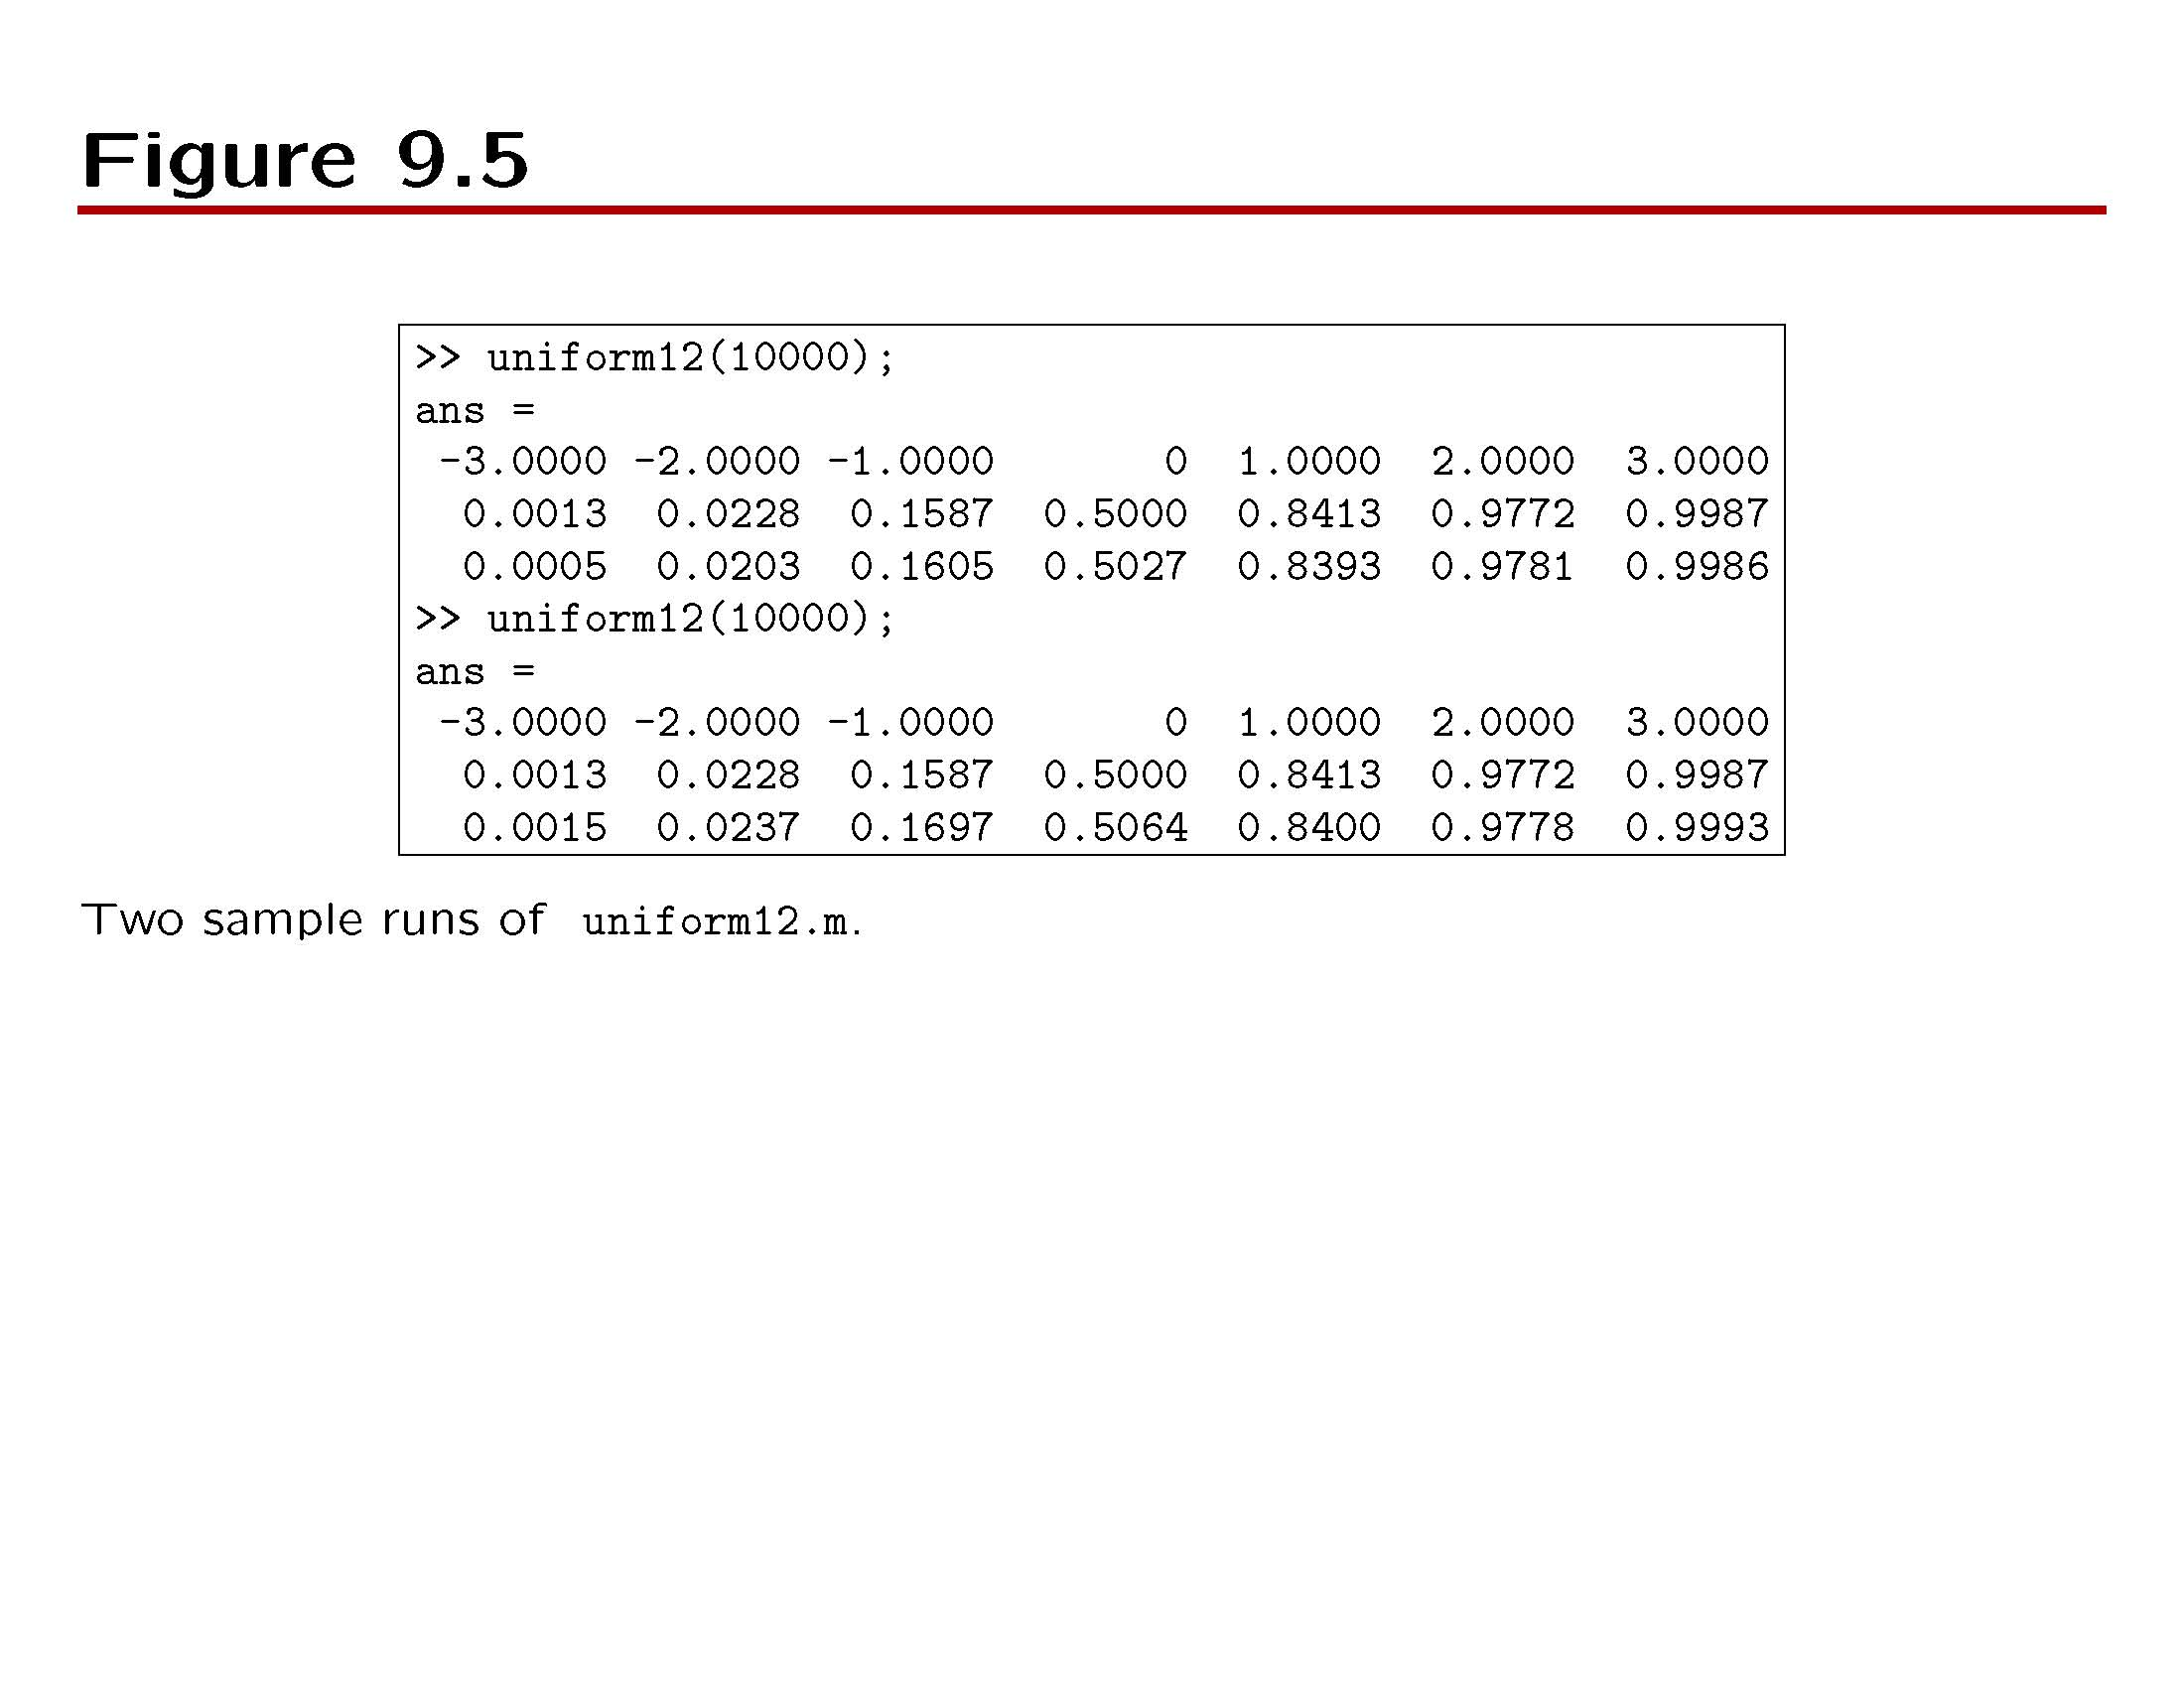 Figure 9.5
>> uniform12(10000);
ans =
-3.0000 -2.0000 -1.0000 0 1.0000 2.0000 3.0000
0.0013 0.0228 0.1587 0.5000 0.8413 0.9772 0.9987
0.0005 0.0203 0.1605 0.5027 0.8393 0.9781 0.9986
>> uniform12(10000);
ans =
-3.0000 -2.0000 -1.0000 0 1.0000 2.0000 3.0000
0.0013 0.0228 0.1587 0.5000 0.8413 0.9772 0.9987
0.0015 0.0237 0.1697 0.5064 0.8400 0.9778 0.9993
Two sample runs of uniform12.m.